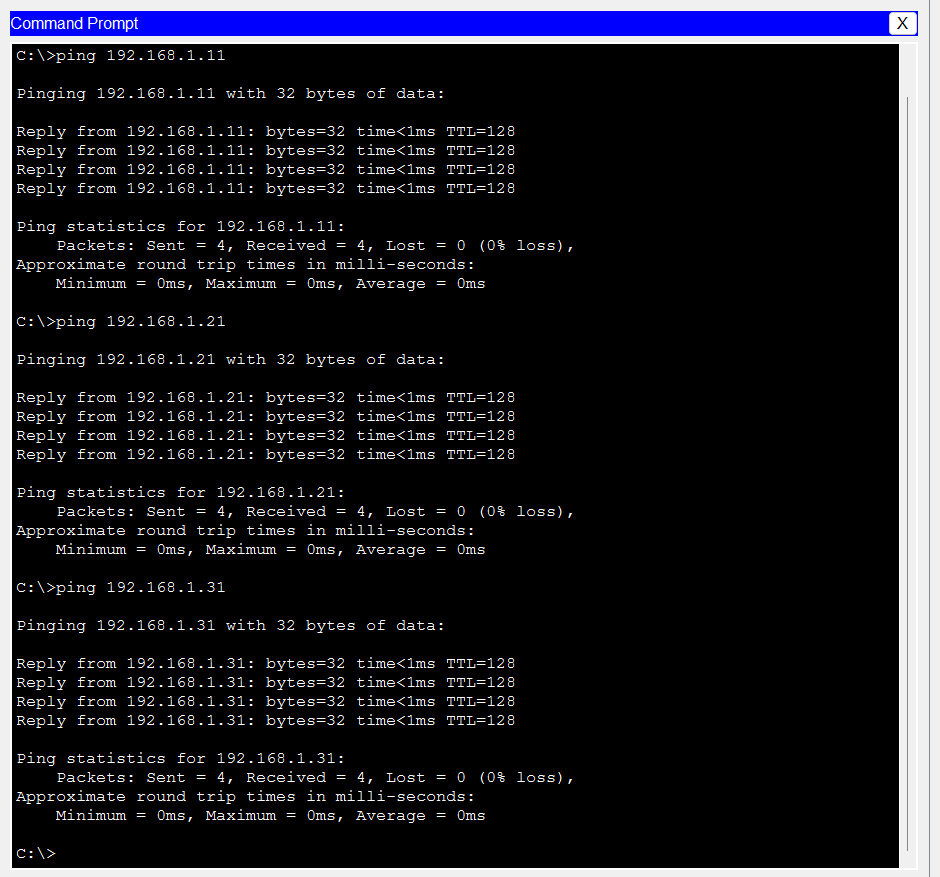 Command Prompt
X
C:\>ping 192.168.1.11
Pinging 192.168.1.11 with 32 bytes of data:
Reply from 192.168.1.11: bytes=32 time<1ms TTL=128
Reply from 192.168.1.11: bytes=32 time<1ms TTL=128
Reply from 192.168.1.11: bytes=32 time<1ms TTL=128
Reply from 192.168.1.11: bytes=32 time<1ms TTL=128
Ping statistics for 192.168.1.11:
    Packets: Sent = 4, Received = 4, Lost = 0 (0% loss),
Approximate round trip times in milli-seconds:
    Minimum = 0ms, Maximum = 0ms, Average = 0ms
C:\>ping 192.168.1.21
Pinging 192.168.1.21 with 32 bytes of data:
Reply from 192.168.1.21: bytes=32 time<1ms TTL=128
Reply from 192.168.1.21: bytes=32 time<1ms TTL=128
Reply from 192.168.1.21: bytes=32 time<1ms TTL=128
Reply from 192.168.1.21: bytes=32 time<1ms TTL=128
Ping statistics for 192.168.1.21:
    Packets: Sent = 4, Received = 4, Lost = 0 (0% loss),
Approximate round trip times in milli-seconds:
    Minimum = 0ms, Maximum = 0ms, Average = 0ms
C:\>ping 192.168.1.31
Pinging 192.168.1.31 with 32 bytes of data:
Reply from 192.168.1.31: bytes=32 time<1ms TTL=128
Reply from 192.168.1.31: bytes=32 time<1ms TTL=128
Reply from 192.168.1.31: bytes=32 time<1ms TTL=128
Reply from 192.168.1.31: bytes=32 time<1ms TTL=128
Ping statistics for 192.168.1.31:
    Packets: Sent = 4, Received = 4, Lost = 0 (0% loss),
Approximate round trip times in milli-seconds:
    Minimum = 0ms, Maximum = 0ms, Average = 0ms
C:\>